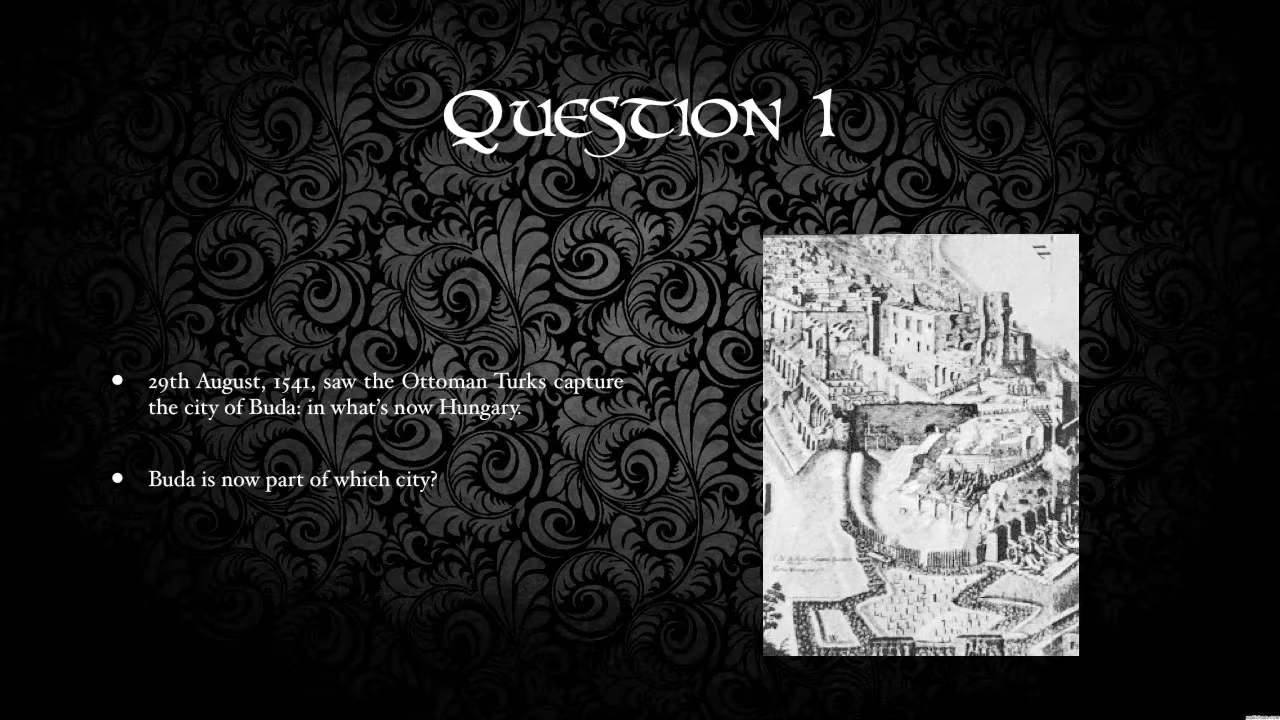 Question 1
• 29th August, 1541, saw the Ottoman Turks capture
the city of Buda: in what's now Hungary.
• Buda is now part of which city?